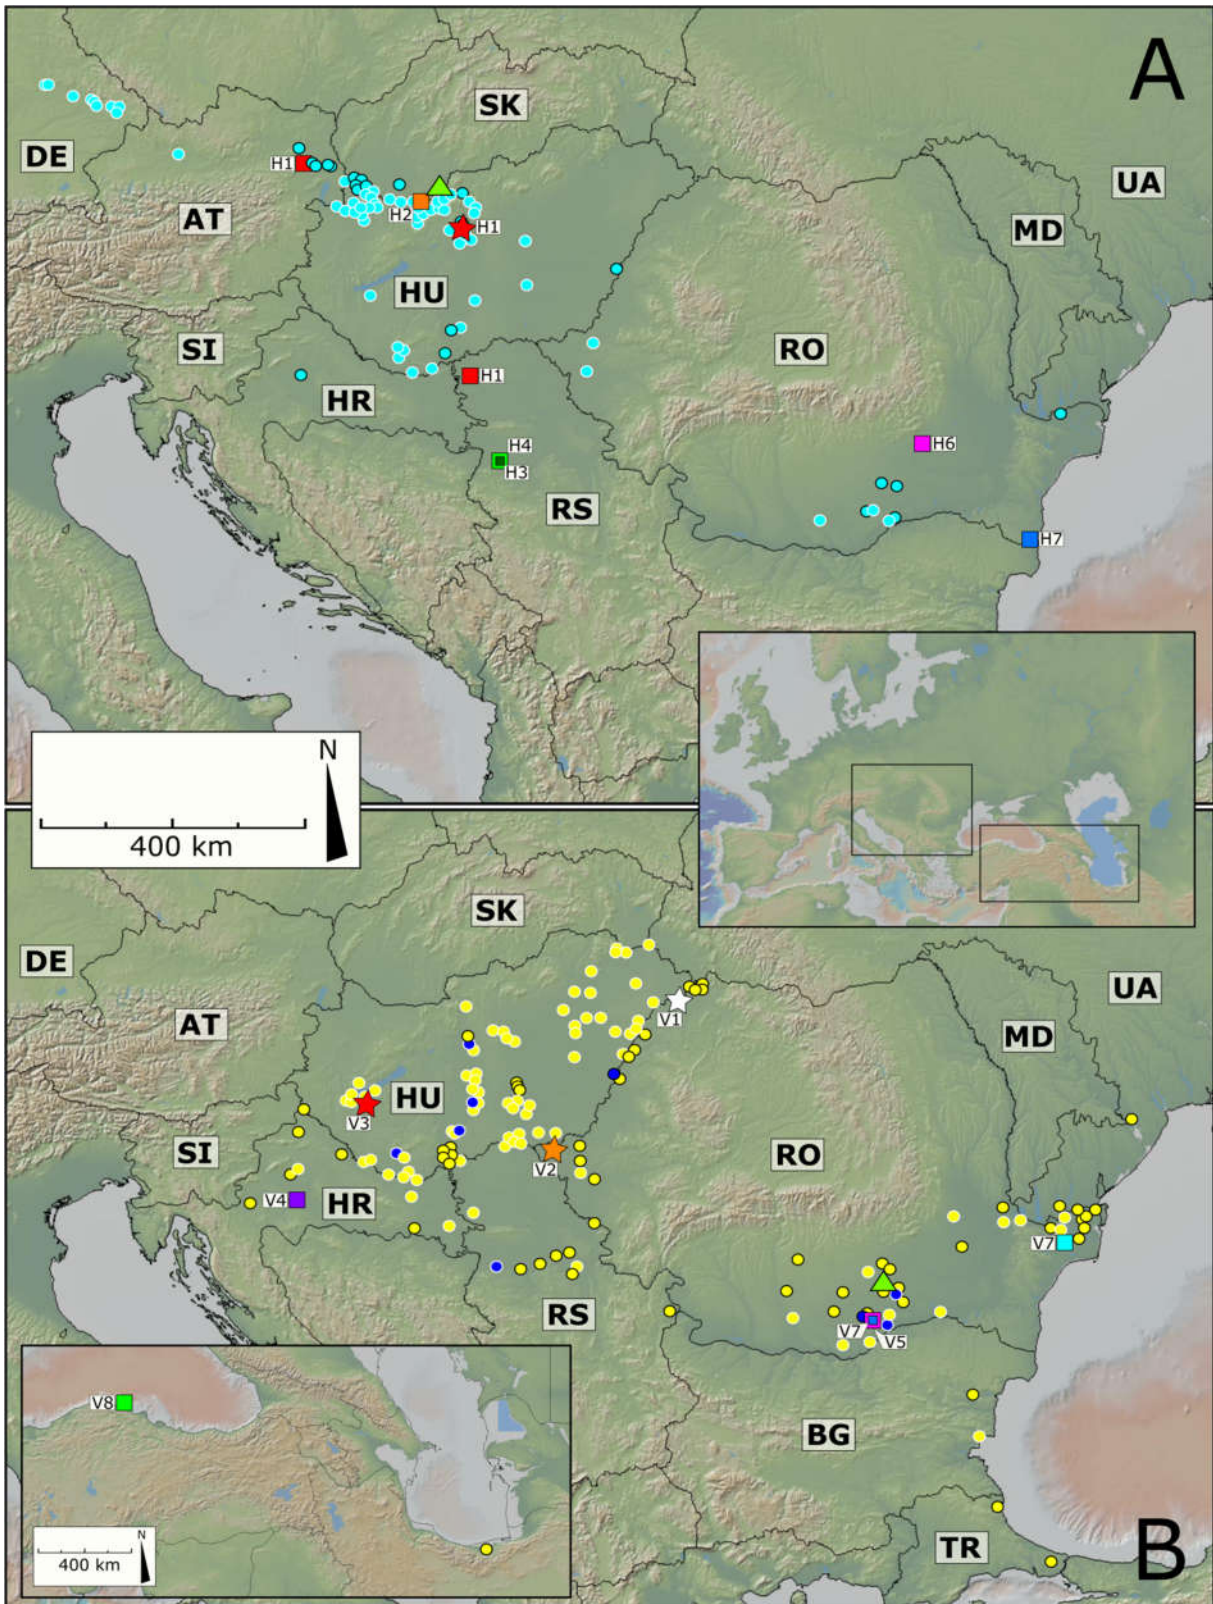 A
SK
DE
H1
UA
AT
H2
H1
MD
HU
SI
RO
H1
HR
H6
H4
H3
RS
H7
N
400 km
SK
DE
UA
V1
AT
MD
HU
V3
SI
V2
RO
V4
HR
V7
RS
V7
V5
V8
BG
B
N
400 km
TR